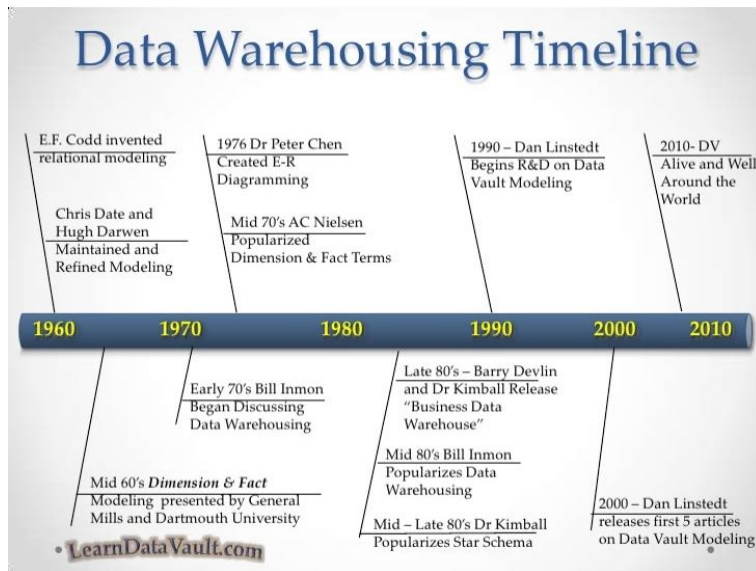 Data Warehousing Timeline
E.F. Codd invented
relational modeling
Chris Date and
Hugh Darwen
Maintained and
Refined Modeling
1976 Dr Peter Chen
Created E-R
Diagramming
Mid 70's AC Nielsen
Popularized
Dimension & Fact Terms
1990 – Dan Linstedt
Begins R&D on Data
Vault Modeling
2010- DV
Alive and Well
Around the
World
1960 1970 1980 1990 2000 2010
Early 70's Bill Inmon
Began Discussing
Data Warehousing
Mid 60's Dimension & Fact
Modeling presented by General
Mills and Dartmouth University
Late 80's – Barry Devlin
and Dr Kimball Release
"Business Data
Warehouse"
Mid 80's Bill Inmon
Popularizes Data
Warehousing
Mid – Late 80's Dr Kimball
Popularizes Star Schema
2000 – Dan Linstedt
releases first 5 articles
on Data Vault Modeling
LearnDataVault.com